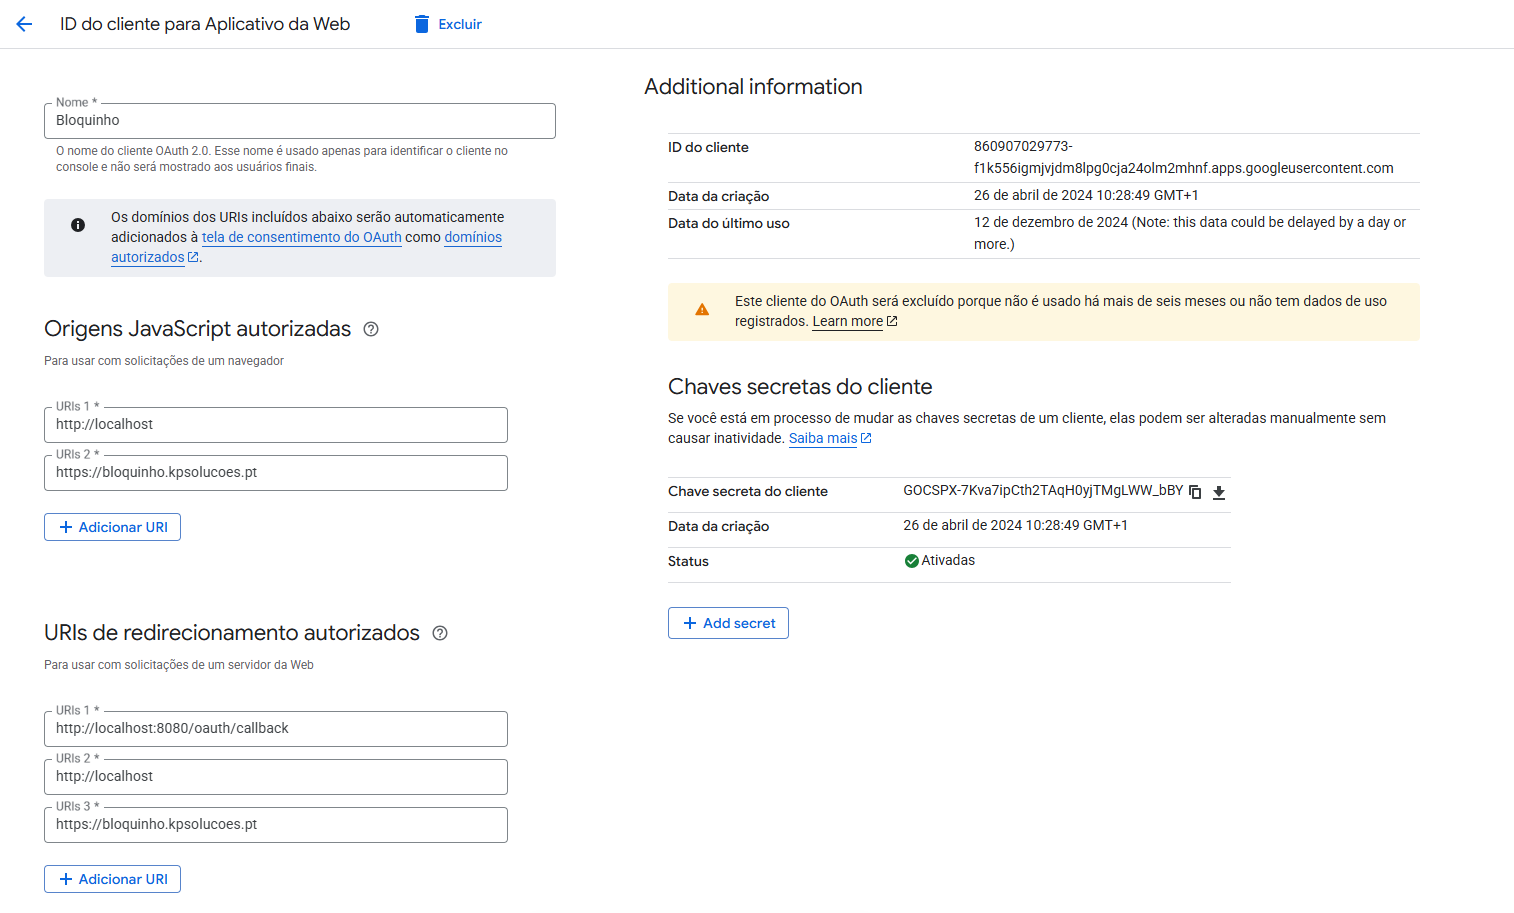 ID do cliente para Aplicativo da Web
Excluir
Nome *
Bloquinho
O nome do cliente OAuth 2.0. Esse nome é usado apenas para identificar o cliente no
console e não será mostrado aos usuários finais.
Os domínios dos URIs incluídos abaixo serão automaticamente
adicionados à tela de consentimento do OAuth como domínios
autorizados.
Origens JavaScript autorizadas
Para usar com solicitações de um navegador
URIs 1 *
http://localhost
URIs 2 *
https://bloquinho.kpsolucoes.pt
Adicionar URI
URIs de redirecionamento autorizados
Para usar com solicitações de um servidor da Web
URIs 1 *
http://localhost:8080/oauth/callback
URIs 2 *
http://localhost
URIs 3 *
https://bloquinho.kpsolucoes.pt
Adicionar URI
Additional information
ID do cliente
860907029773-
f1k556igmjvjdm8lpg0cja24olm2mhnf.apps.googleusercontent.com
Data da criação
26 de abril de 2024 10:28:49 GMT+1
Data do último uso
12 de dezembro de 2024 (Note: this data could be delayed by a day or
more.)
Este cliente do OAuth será excluído porque não é usado há mais de seis meses ou não tem dados de uso
registrados. Learn more
Chaves secretas do cliente
Se você está em processo de mudar as chaves secretas de um cliente, elas podem ser alteradas manualmente sem
causar inatividade. Saiba mais
Chave secreta do cliente
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
Data da criação
26 de abril de 2024 10:28:49 GMT+1
Status
Ativadas
Add secret